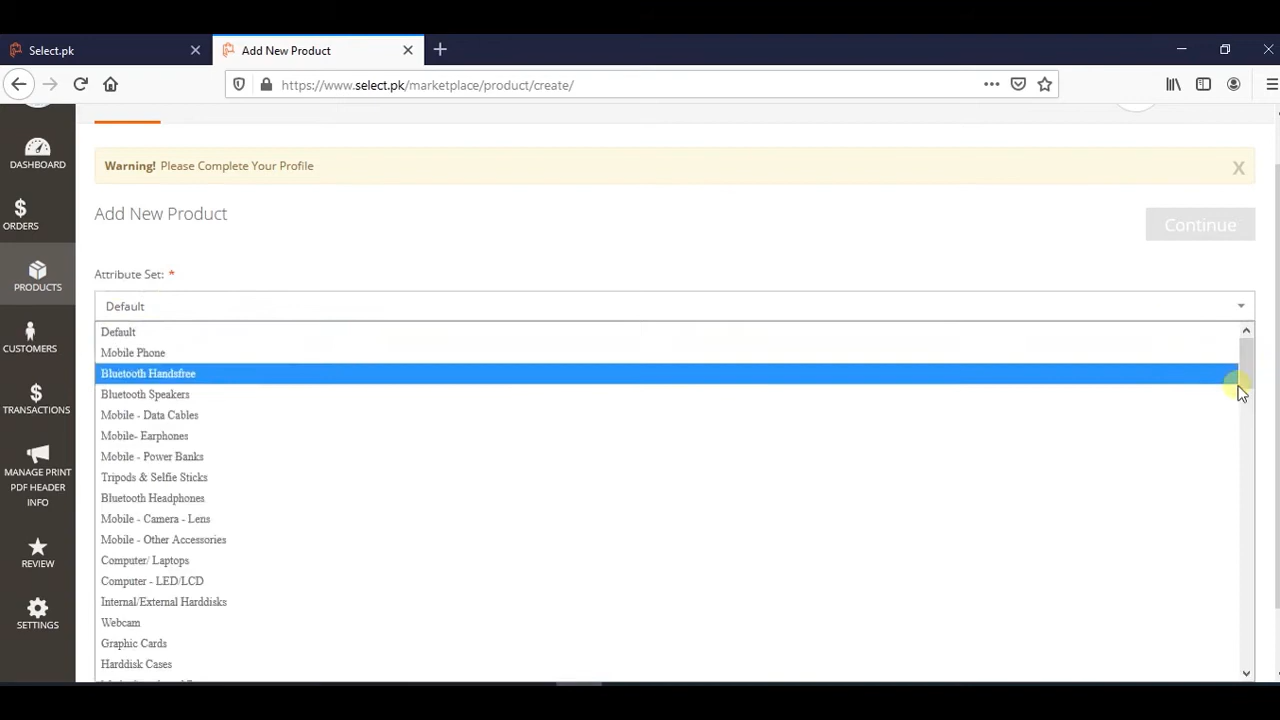 Select.pk
Add New Product
https://www.select.pk/marketplace/product/create/
DASHBOARD
ORDERS
PRODUCTS
CUSTOMERS
TRANSACTIONS
MANAGE PRINT
PDF HEADER
INFO
REVIEW
SETTINGS
Warning! Please Complete Your Profile
X
Add New Product
Continue
Attribute Set: *
Default
Default
Mobile Phone
Bluetooth Handsfree
Bluetooth Speakers
Mobile - Data Cables
Mobile- Earphones
Mobile - Power Banks
Tripods & Selfie Sticks
Bluetooth Headphones
Mobile - Camera - Lens
Mobile - Other Accessories
Computer/ Laptops
Computer - LED/LCD
Internal/External Harddisks
Webcam
Graphic Cards
Harddisk Cases